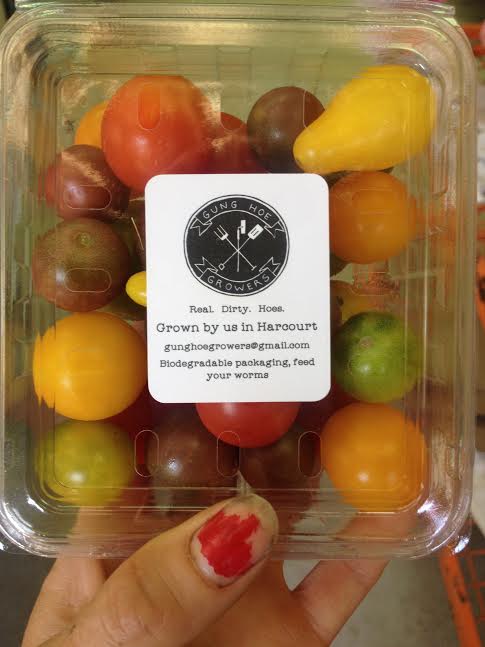 GUNG HOE
GROWERS
Real. Dirty. Hoes.
Grown by us in Harcourt
gunghoegrowers@gmail.com
Biodegradable packaging, feed
your worms